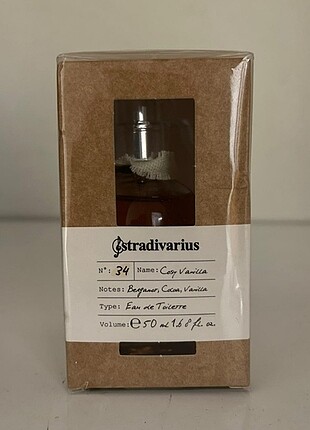 Stradivarius
N°: 34 Name: Cosy Vanilla
Notes: Bergamot, Cocoa, Vanilla
Type: Eau de Toilette
Volume: ℮ 50 ml 1.6 fl. oz.